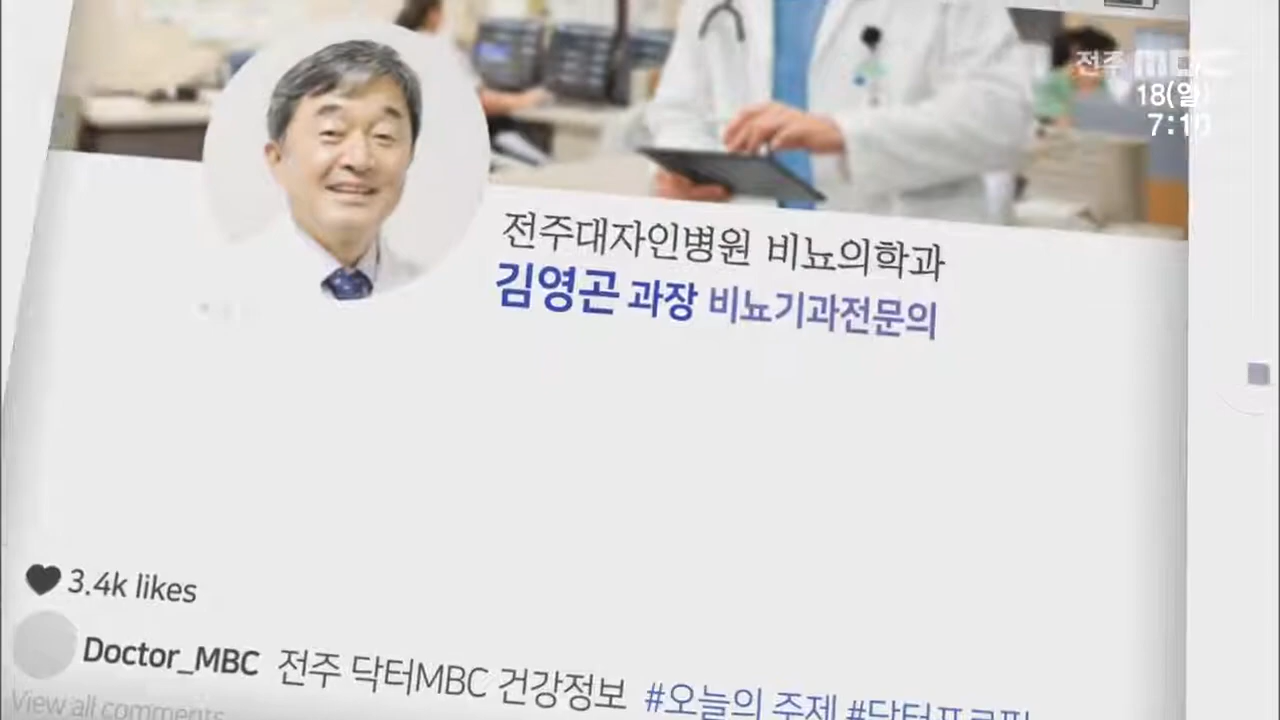 전주 MBC
18(일)
7:10
전주대자인병원 비뇨의학과
김영곤 과장 비뇨기과전문의
3.4k likes
Doctor_MBC 전주 닥터MBC 건강정보 #오늘의 주제
View all comments